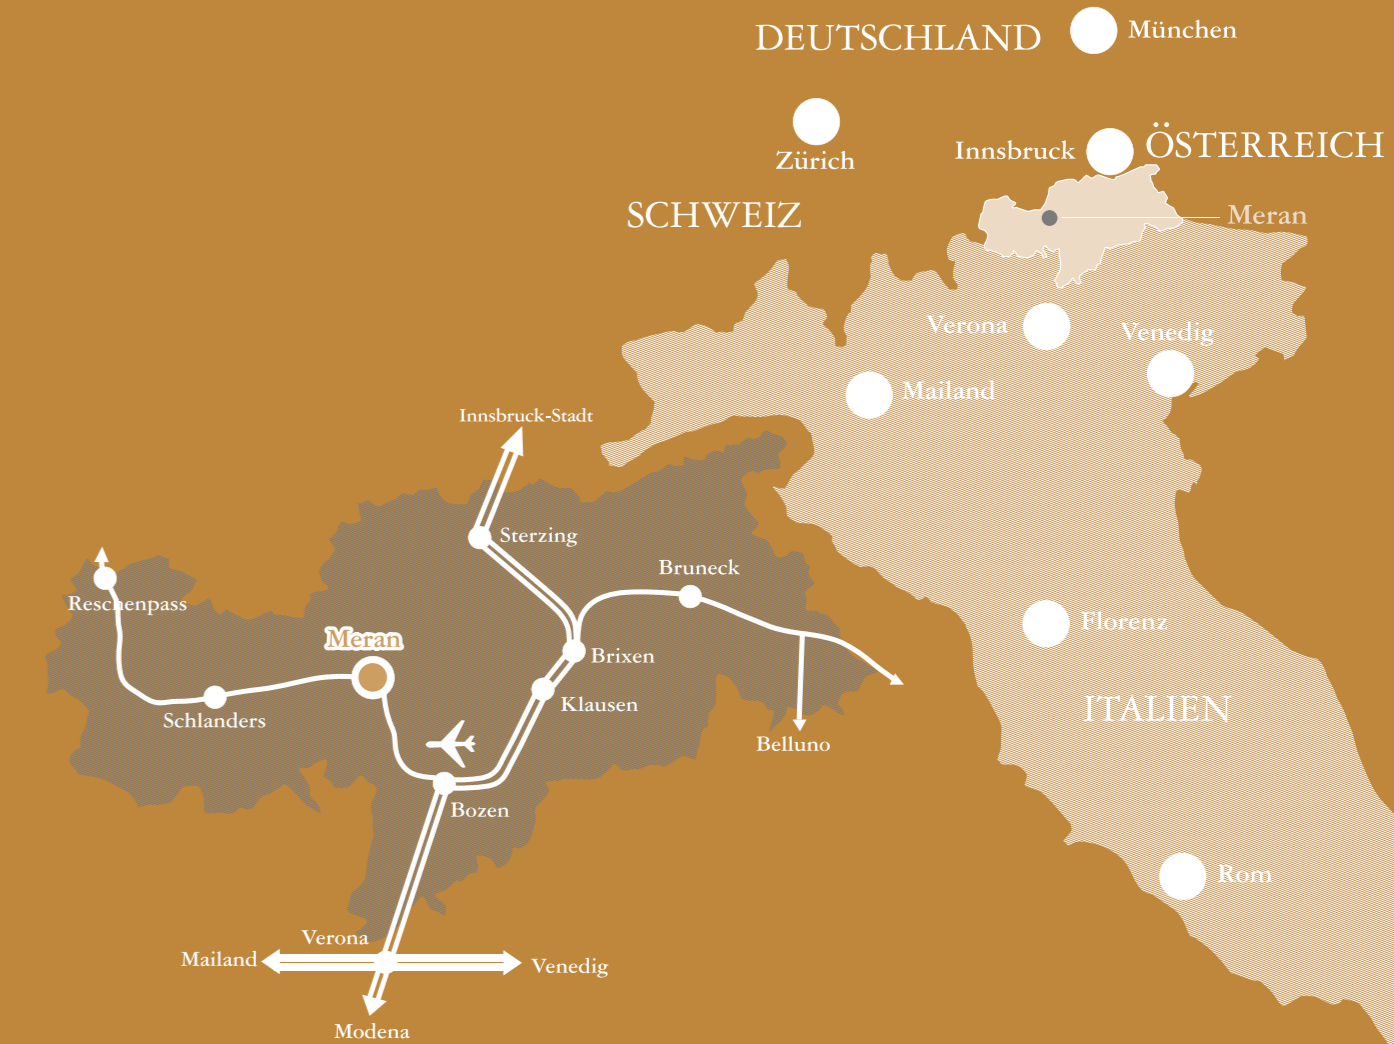 DEUTSCHLAND
München
Zürich
Innsbruck
ÖSTERREICH
SCHWEIZ
Meran
Verona
Venedig
Mailand
Florenz
ITALIEN
Rom
Innsbruck-Stadt
Sterzing
Bruneck
Reschenpass
Meran
Brixen
Klausen
Schlanders
Belluno
Bozen
Verona
Mailand
Venedig
Modena